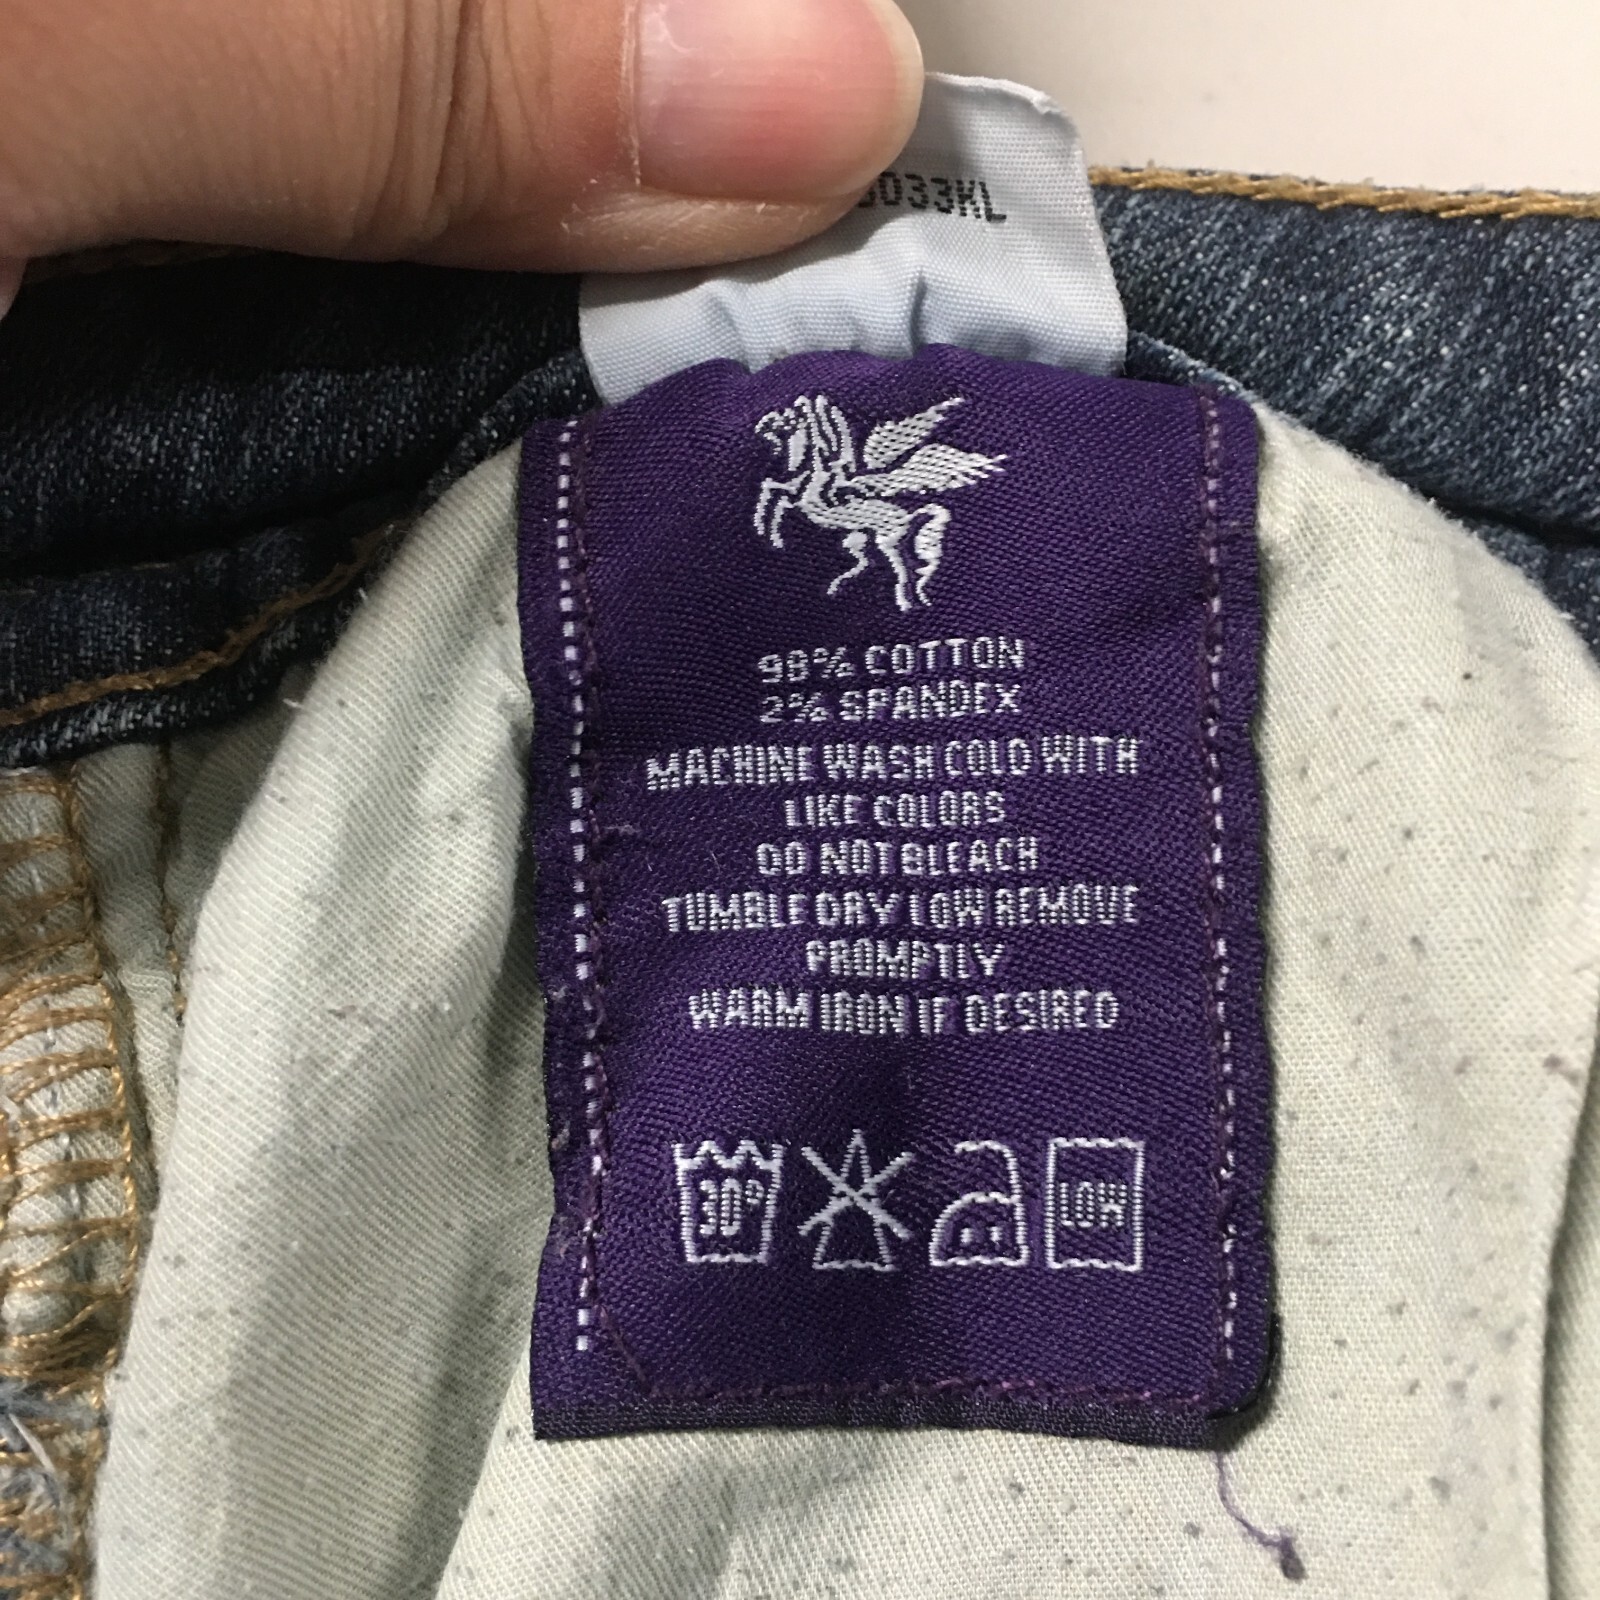 3033KL
98% COTTON
2% SPANDEX
MACHINE WASH COLD WITH
LIKE COLORS
DO NOT BLEACH
TUMBLE DRY LOW REMOVE
PROMPTLY
WARM IRON IF DESIRED
30° LOW